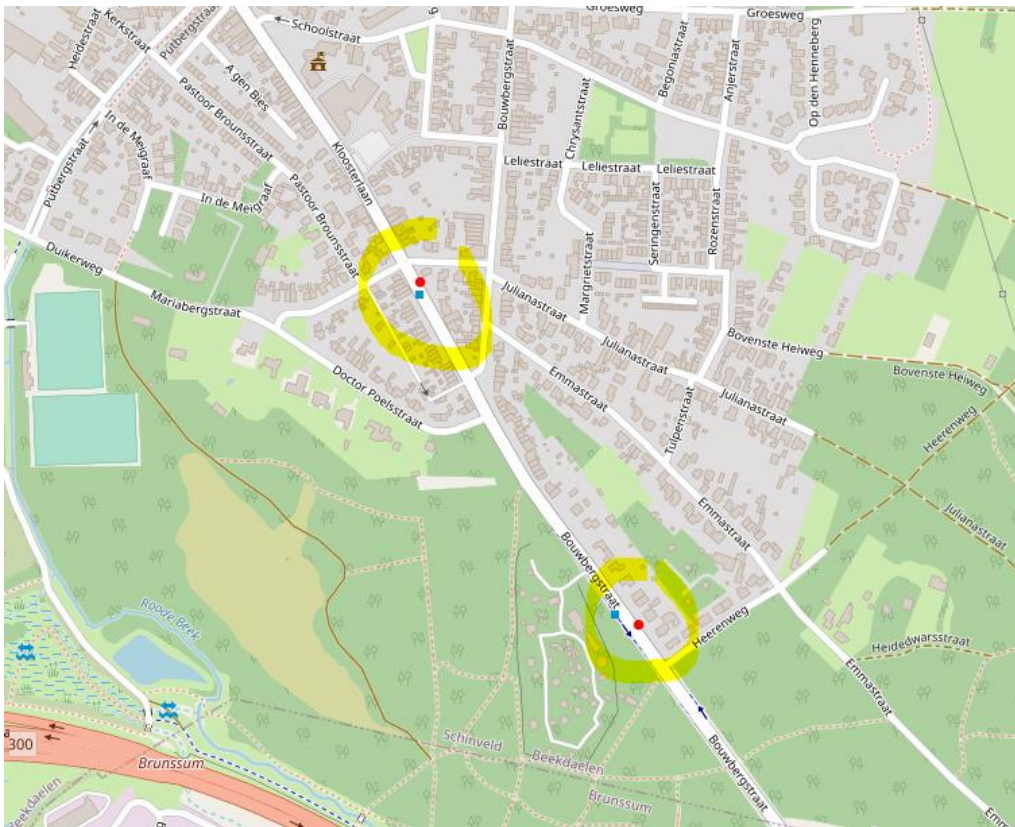 Groesweg
Groesweg
Schoolstraat
Putbergstraat
Kerkstraat
Heidestraat
A gen Bies
Pastoor Brounsstraat
Bouwbergstraat
Chrysantstraat
Begoniastraat
Anjerstraat
Op den Henneberg
In de Meigraaf
Putbergstraat
Kloosterlaan
Leliestraat
Leliestraat
Leliestraat
In de Meigraaf
Pastoor Brounsstraat
Seringenstraat
Rozenstraat
Margrietstraat
Duikerweg
Mariabergstraat
Julianastraat
Julianastraat
Bovenste Heiweg
Bovenste Heiweg
Emmastraat
Julianastraat
Doctor Poelsstraat
Tulpenstraat
Heerenweg
Emmastraat
Julianastraat
Bouwbergstraat
Roode Beek
Heerenweg
Heidedwarsstraat
Emmastraat
Schinveld
Beekdaelen
Brunssum
Bouwbergstraat
300
Brunssum
Beekdaelen
Emm